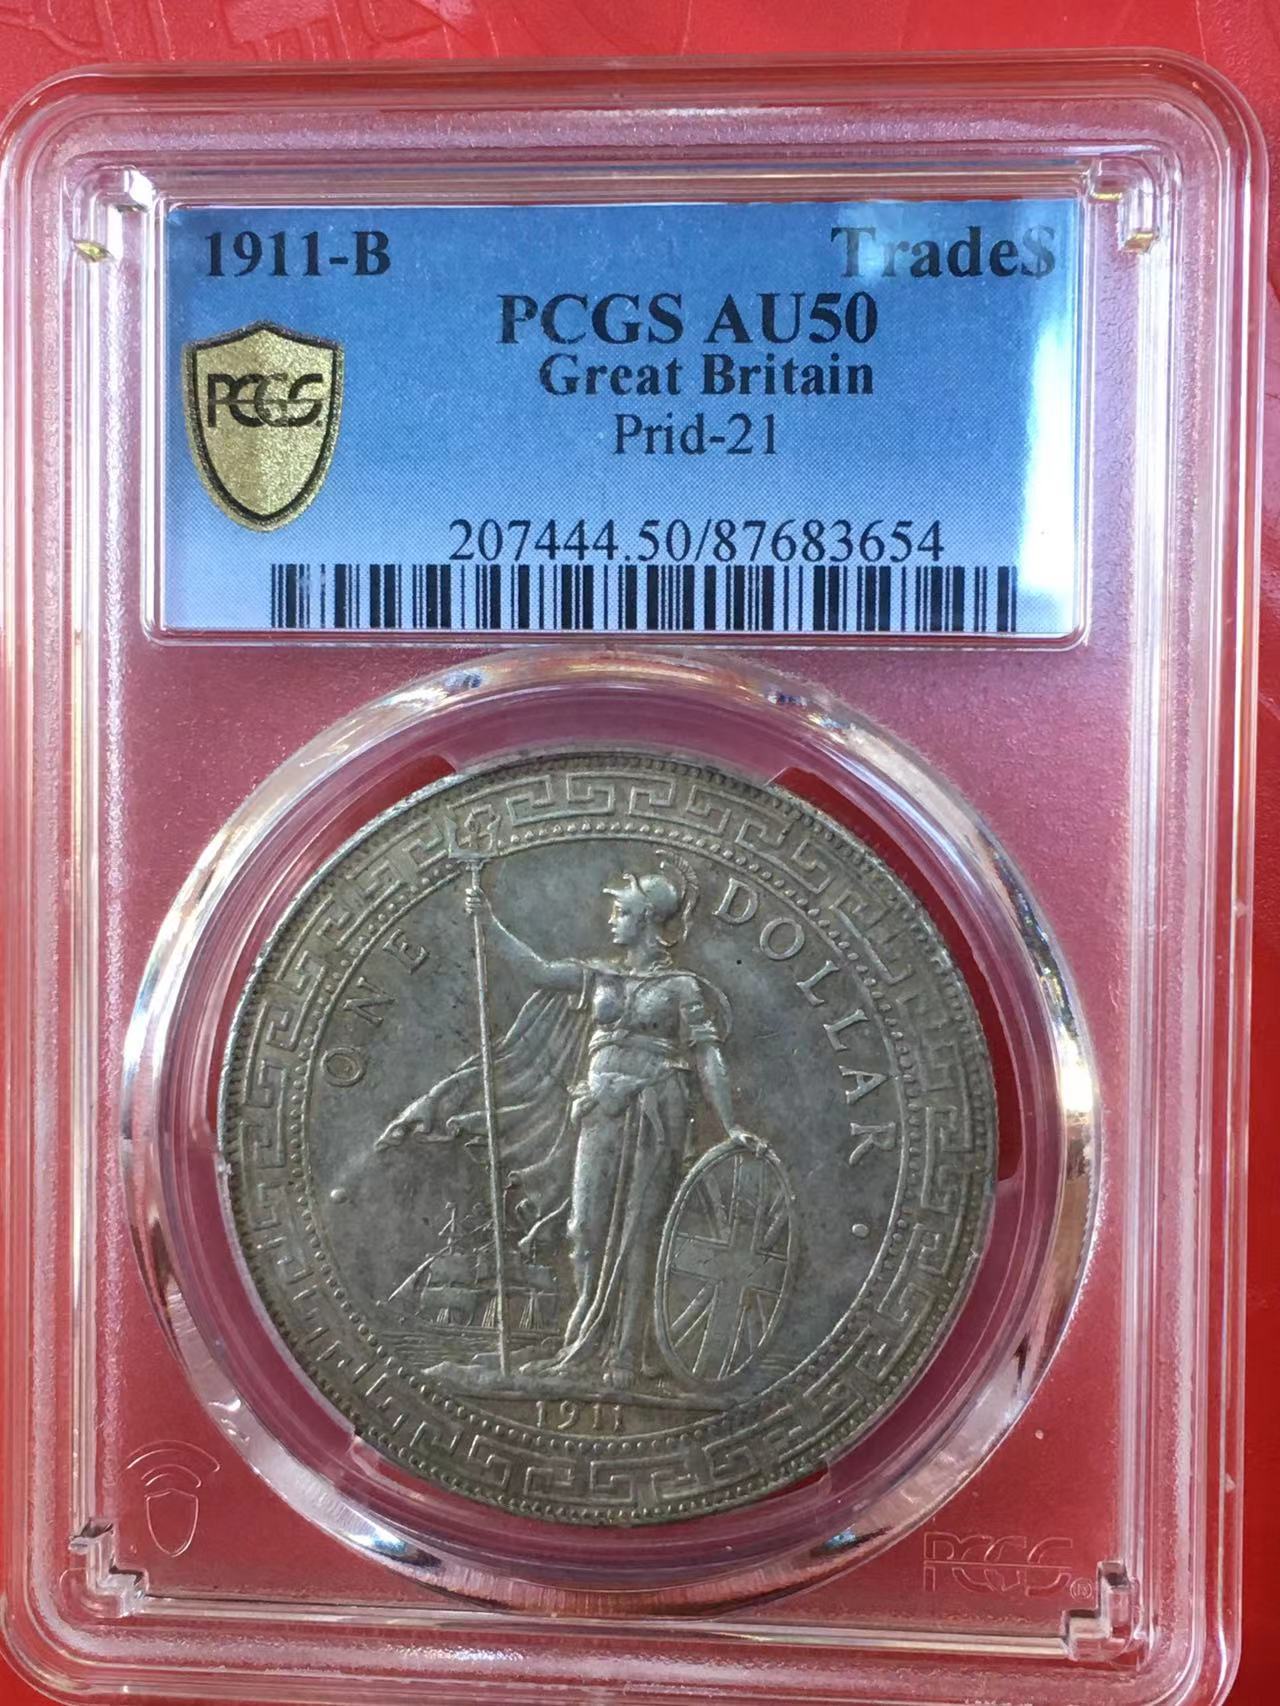 1911-B Trade$
PCGS AU50
Great Britain
PCGS
Prid-21
207444.50/87683654
ONE DOLLAR
1911
PCGS